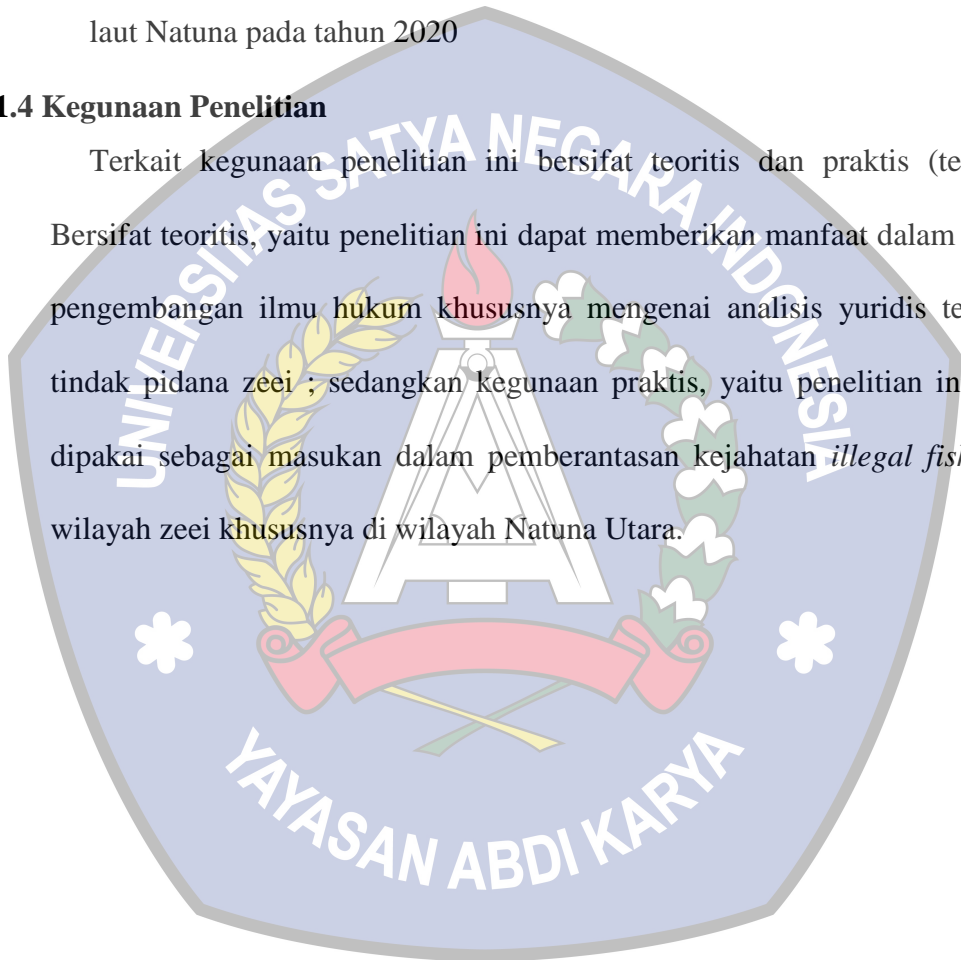 laut Natuna pada tahun 2020
1.4 Kegunaan Penelitian
Terkait kegunaan penelitian ini bersifat teoritis dan praktis (te
Bersifat teoritis, yaitu penelitian ini dapat memberikan manfaat dalam
pengembangan ilmu hukum khususnya mengenai analisis yuridis te
tindak pidana zeei ; sedangkan kegunaan praktis, yaitu penelitian in
dipakai sebagai masukan dalam pemberantasan kejahatan illegal fish
wilayah zeei khususnya di wilayah Natuna Utara.
UNIVERSITAS SATYA NEGARA INDONESIA
YAYASAN ABDI KARYA